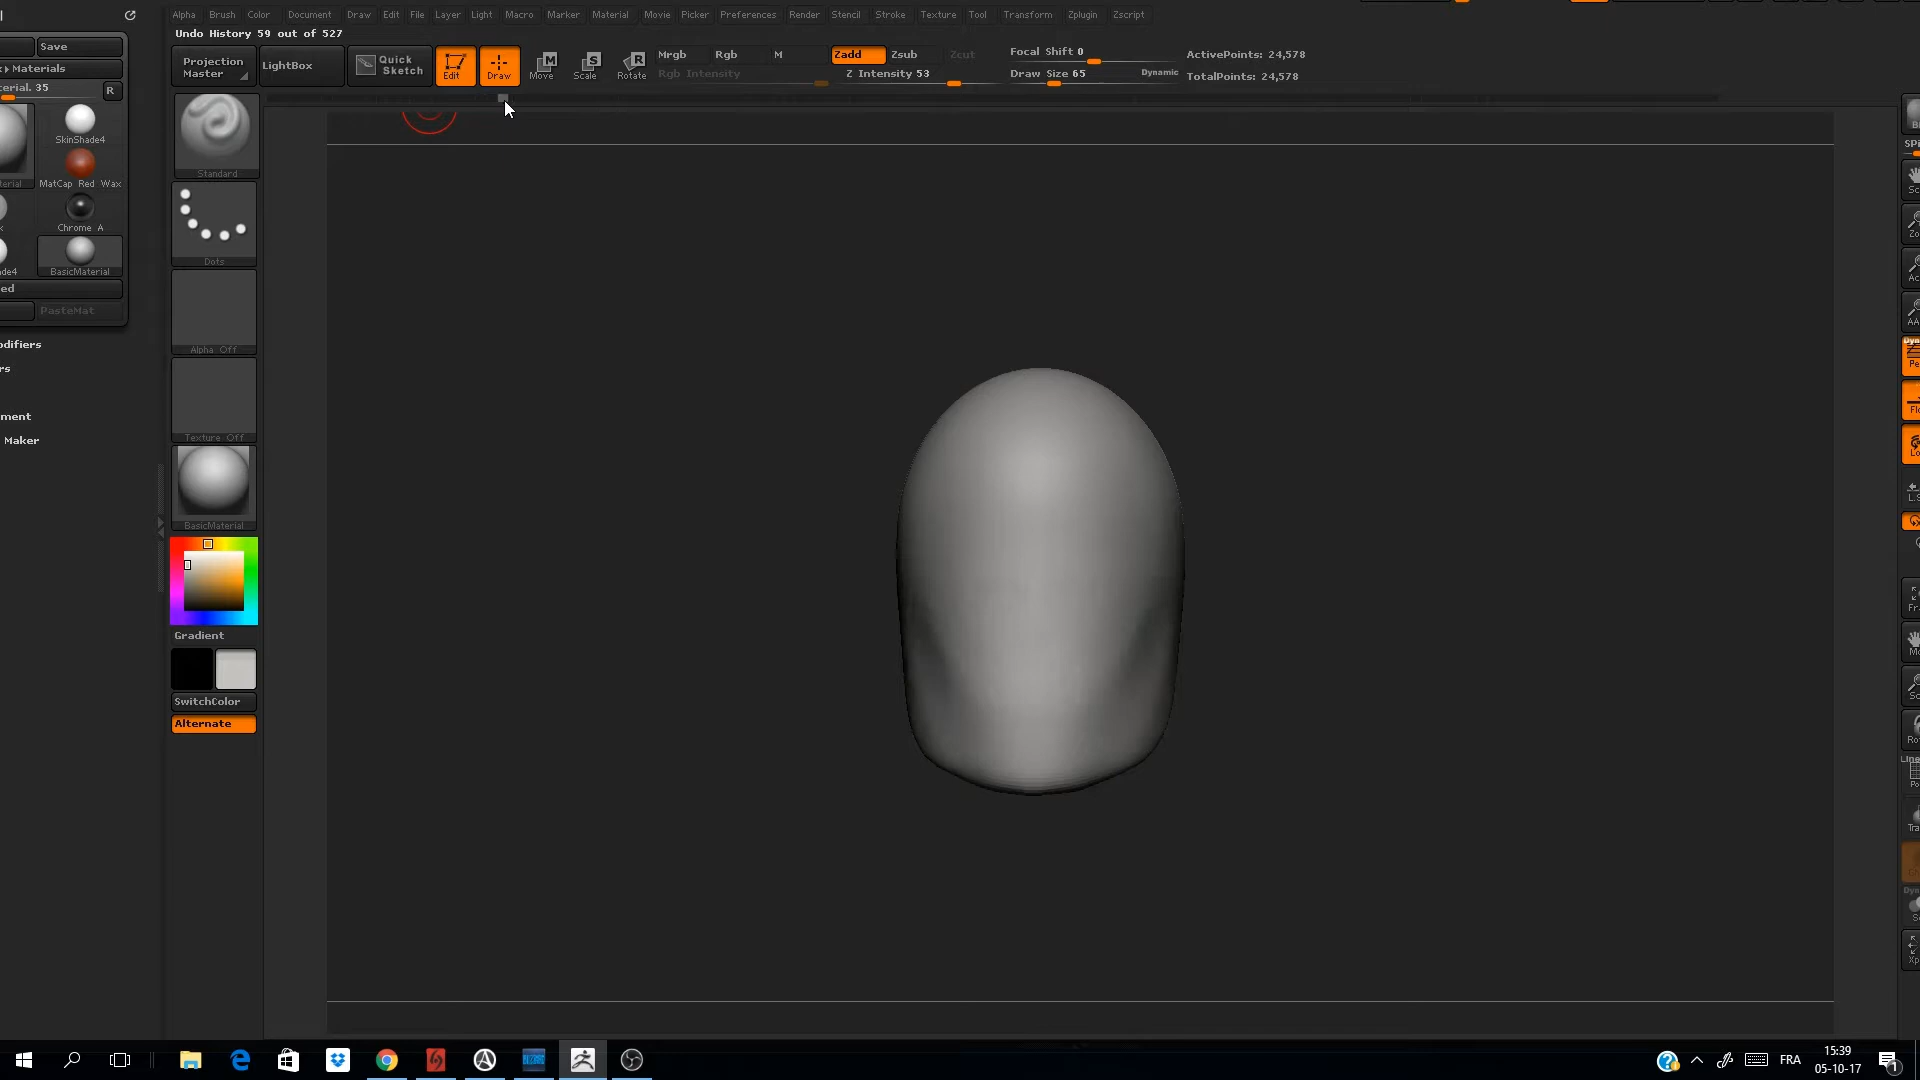 Alpha Brush Color Document Draw Edit File Layer Light Macro Marker Material Movie Picker Preferences Render Stencil Stroke Texture Tool Transform Zplugin Zscript
Undo History 59 out of 527
Save
Materials
35
R
SkinShade4
MatCap Red Wax
Chrome A
BasicMaterial
PasteMat
Maker
Projection
Master
LightBox
Quick
Sketch
Edit
Draw
M
Move
S
Scale
R
Rotate
Mrgb Rgb M
Rgb Intensity
Zadd Zsub Zcut
Z Intensity 53
Focal Shift 0
Draw Size 65
Dynamic
ActivePoints: 24,578
TotalPoints: 24,578
Standard
Dots
Alpha Off
Texture Off
BasicMaterial
Gradient
SwitchColor
Alternate
FRA
15:39
05-10-17
1